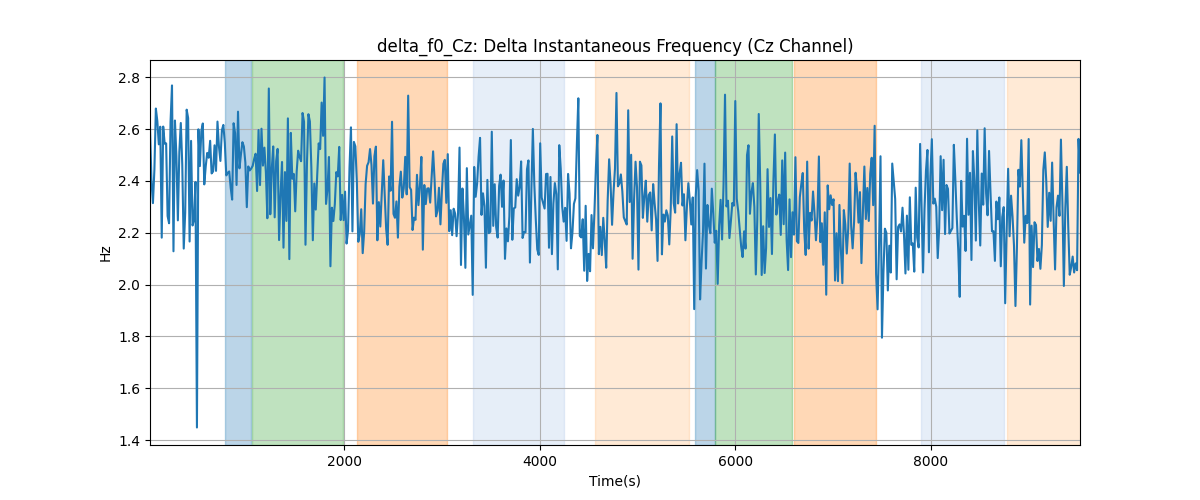 delta_f0_Cz: Delta Instantaneous Frequency (Cz Channel)
2.8
2.6
2.4
2.2
2.0
1.8
1.6
1.4
Hz
2000 4000 6000 8000
Time(s)